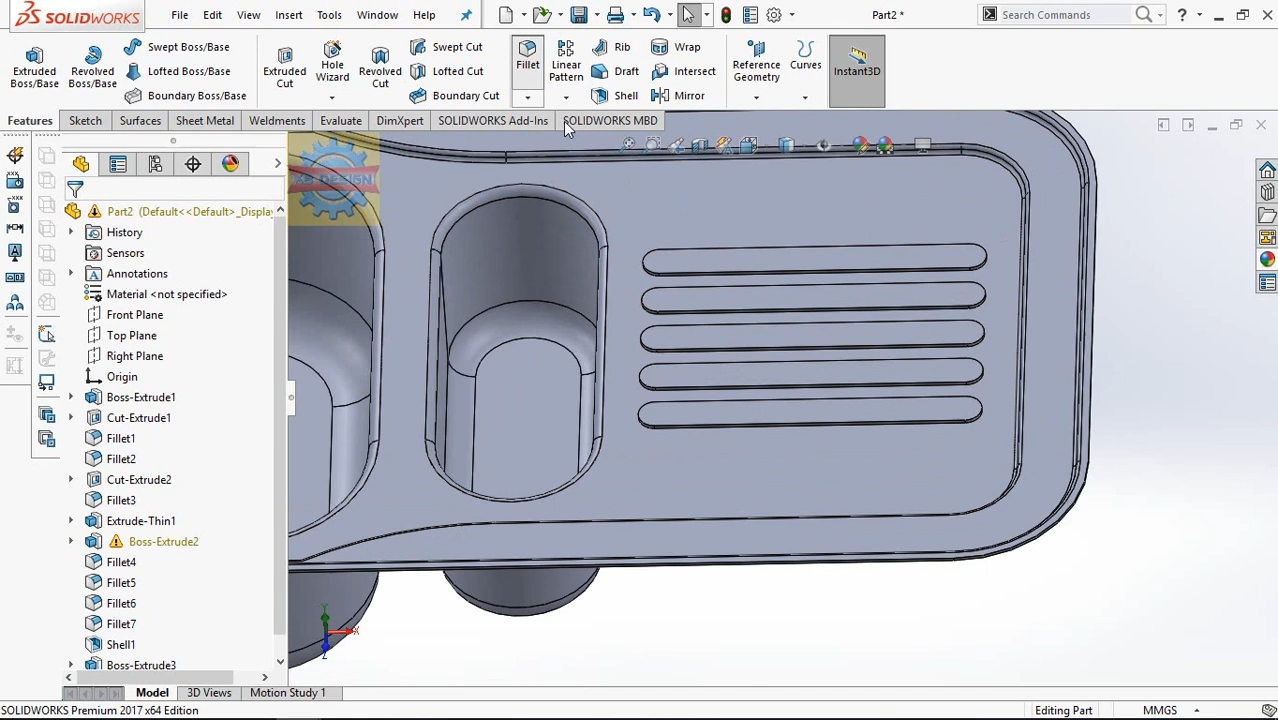 DS SOLIDWORKS File Edit View Insert Tools Window Help Part2 * Search Commands ?
Extruded Boss/Base Revolved Boss/Base Swept Boss/Base Lofted Boss/Base Boundary Boss/Base Extruded Cut Hole Wizard Revolved Cut Swept Cut Lofted Cut Boundary Cut Fillet Linear Pattern Rib Draft Shell Wrap Intersect Mirror Reference Geometry Curves Instant3D
Features Sketch Surfaces Sheet Metal Weldments Evaluate DimXpert SOLIDWORKS Add-Ins SOLIDWORKS MBD
KB DESIGN
Part2 (Default<<Default>_Display
History
Sensors
Annotations
Material <not specified>
Front Plane
Top Plane
Right Plane
Origin
Boss-Extrude1
Cut-Extrude1
Fillet1
Fillet2
Cut-Extrude2
Fillet3
Extrude-Thin1
Boss-Extrude2
Fillet4
Fillet5
Fillet6
Fillet7
Shell1
Boss-Extrude3
Y
X
Z
Model 3D Views Motion Study 1
SOLIDWORKS Premium 2017 x64 Edition Editing Part MMGS